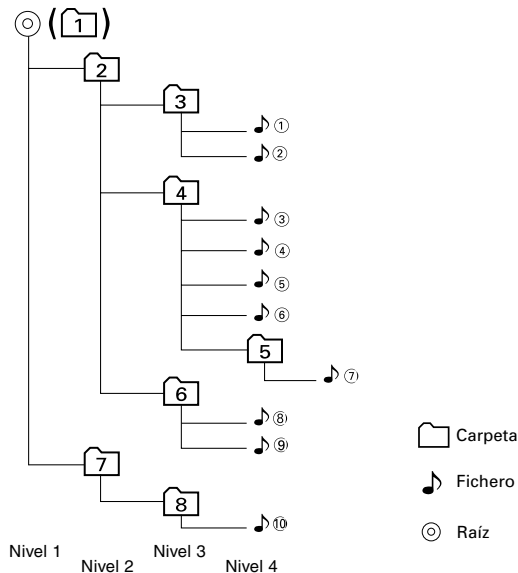 (1)
2
3
①
②
4
③
④
⑤
⑥
5
⑦
6
⑧
⑨
7
8
⑩
Carpeta
Fichero
Raíz
Nivel 1
Nivel 2
Nivel 3
Nivel 4